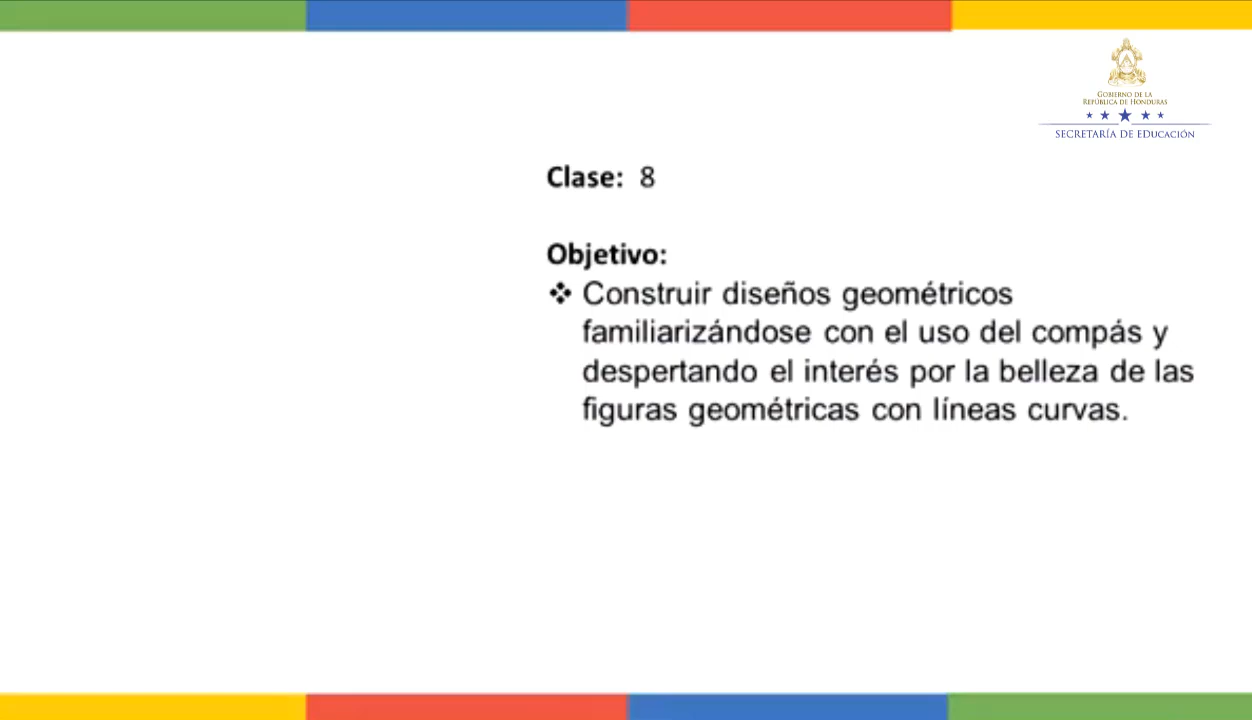 GOBIERNO DE LA
REPÚBLICA DE HONDURAS
SECRETARÍA DE EDUCACIÓN
Clase: 8
Objetivo:
❖ Construir diseños geométricos
familiarizándose con el uso del compás y
despertando el interés por la belleza de las
figuras geométricas con líneas curvas.